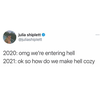 julia shiplett
@juliashiplett
2020: omg we're entering hell
2021: ok so how do we make hell cozy